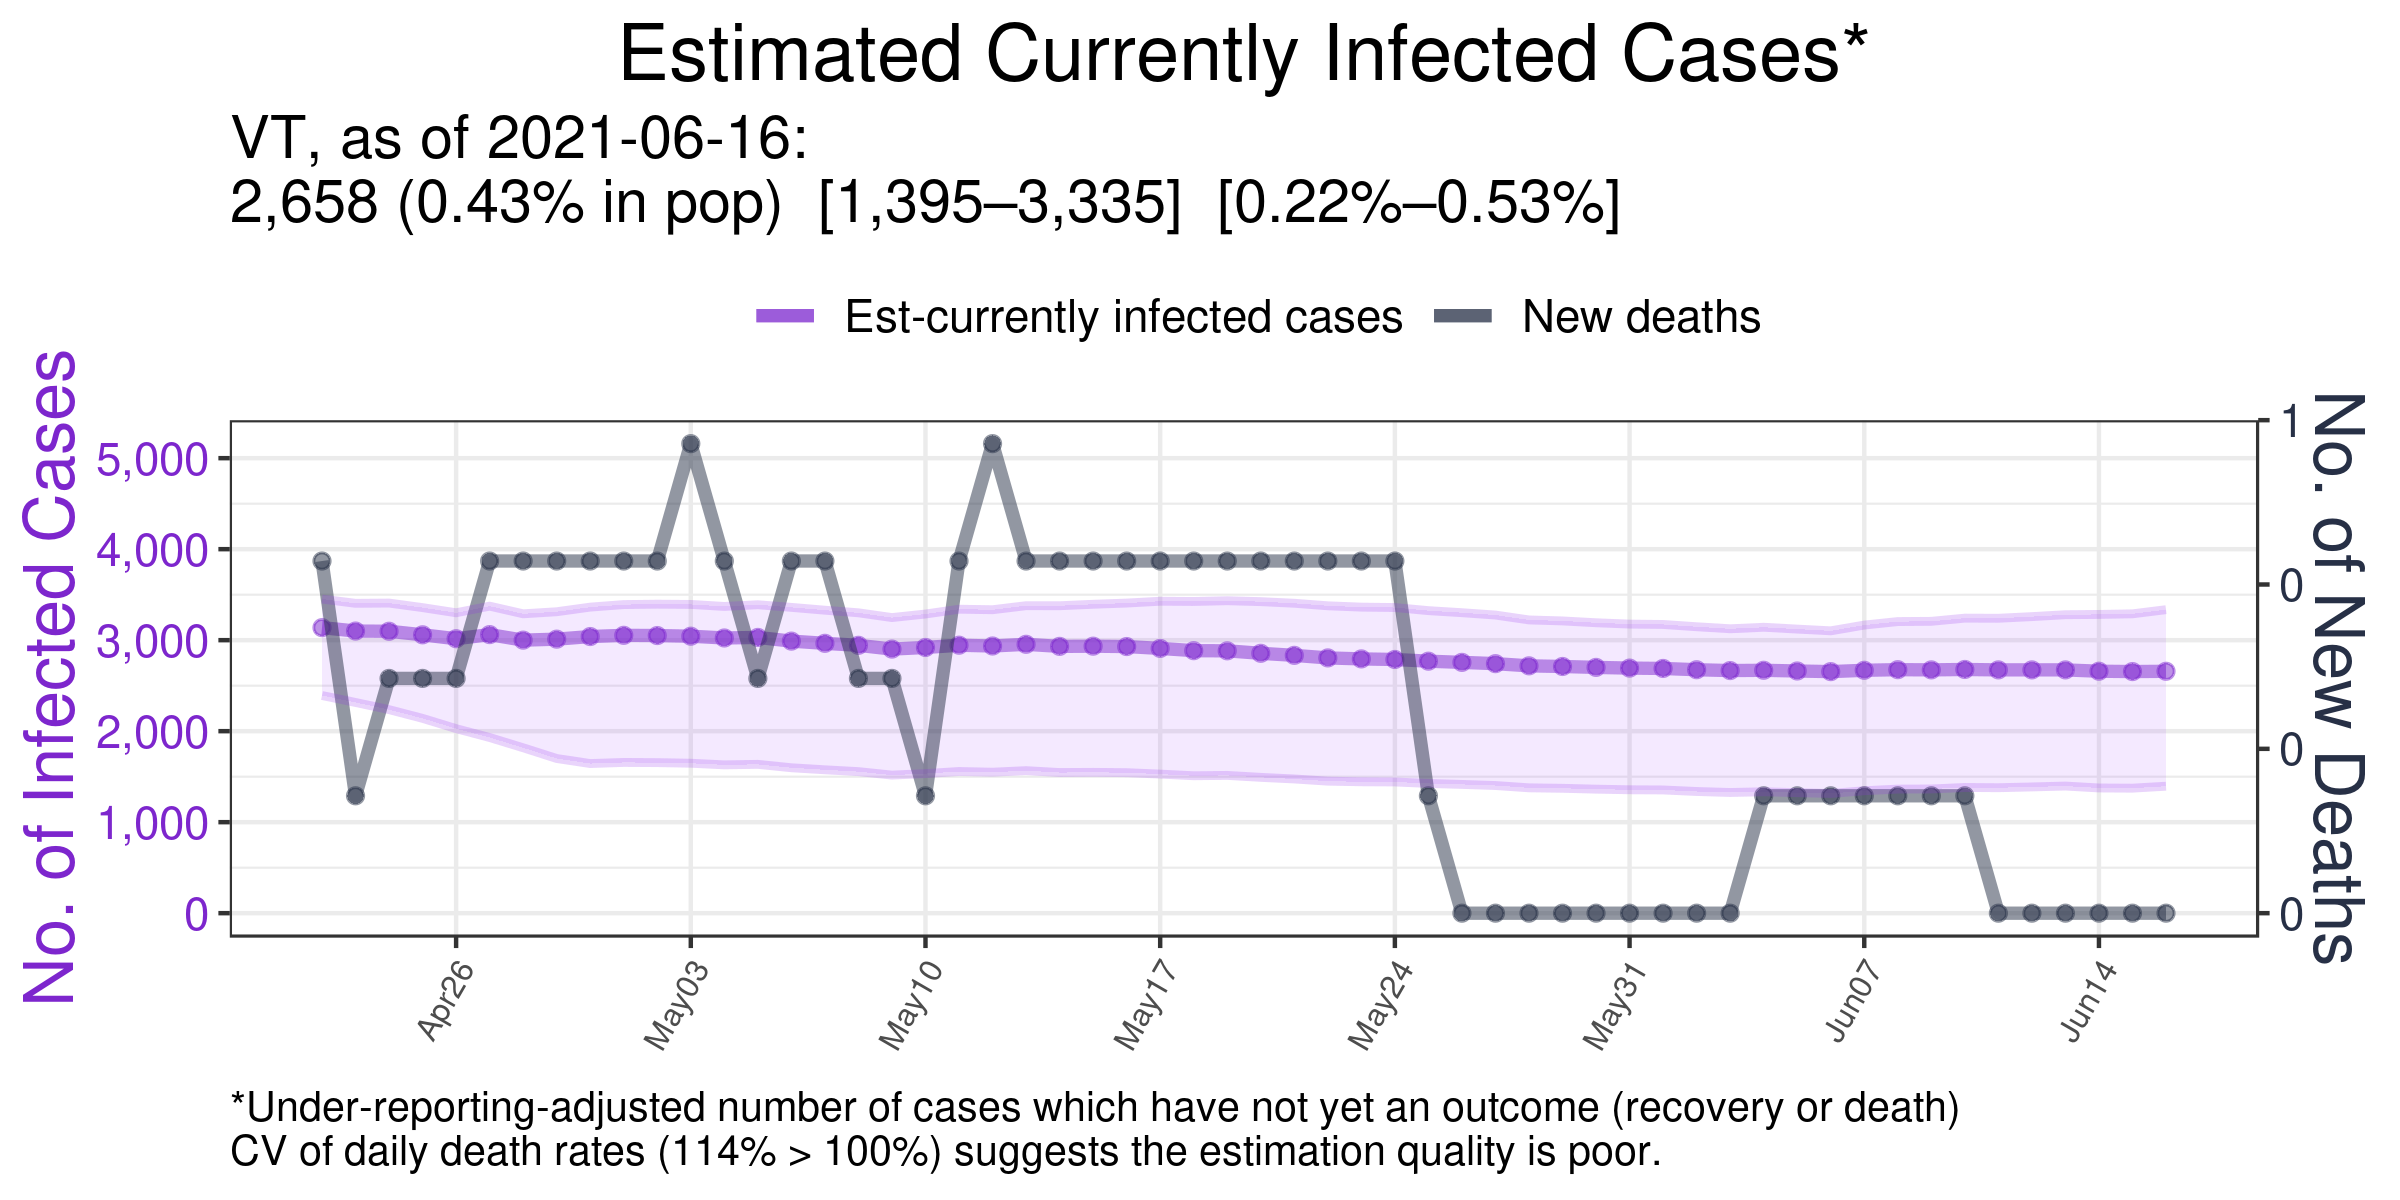 Estimated Currently Infected Cases*
VT, as of 2021-06-16:
2,658 (0.43% in pop) [1,395–3,335] [0.22%–0.53%]
Est-currently infected cases New deaths
No. of Infected Cases
5,000
4,000
3,000
2,000
1,000
0
1
0
0
0
No. of New Deaths
Apr26
May03
May10
May17
May24
May31
Jun07
Jun14
*Under-reporting-adjusted number of cases which have not yet an outcome (recovery or death)
CV of daily death rates (114% > 100%) suggests the estimation quality is poor.